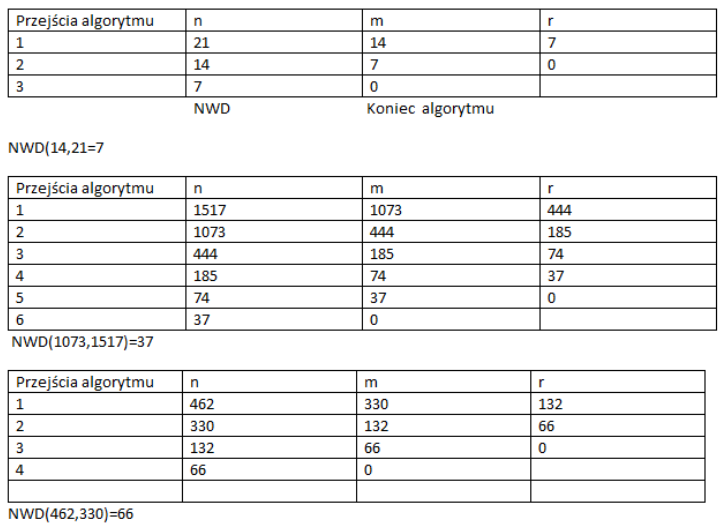 Przejścia algorytmu n m r
1 21 14 7
2 14 7 0
3 7 0
NWD Koniec algorytmu
NWD(14,21=7
Przejścia algorytmu n m r
1 1517 1073 444
2 1073 444 185
3 444 185 74
4 185 74 37
5 74 37 0
6 37 0
NWD(1073,1517)=37
Przejścia algorytmu n m r
1 462 330 132
2 330 132 66
3 132 66 0
4 66 0
NWD(462,330)=66